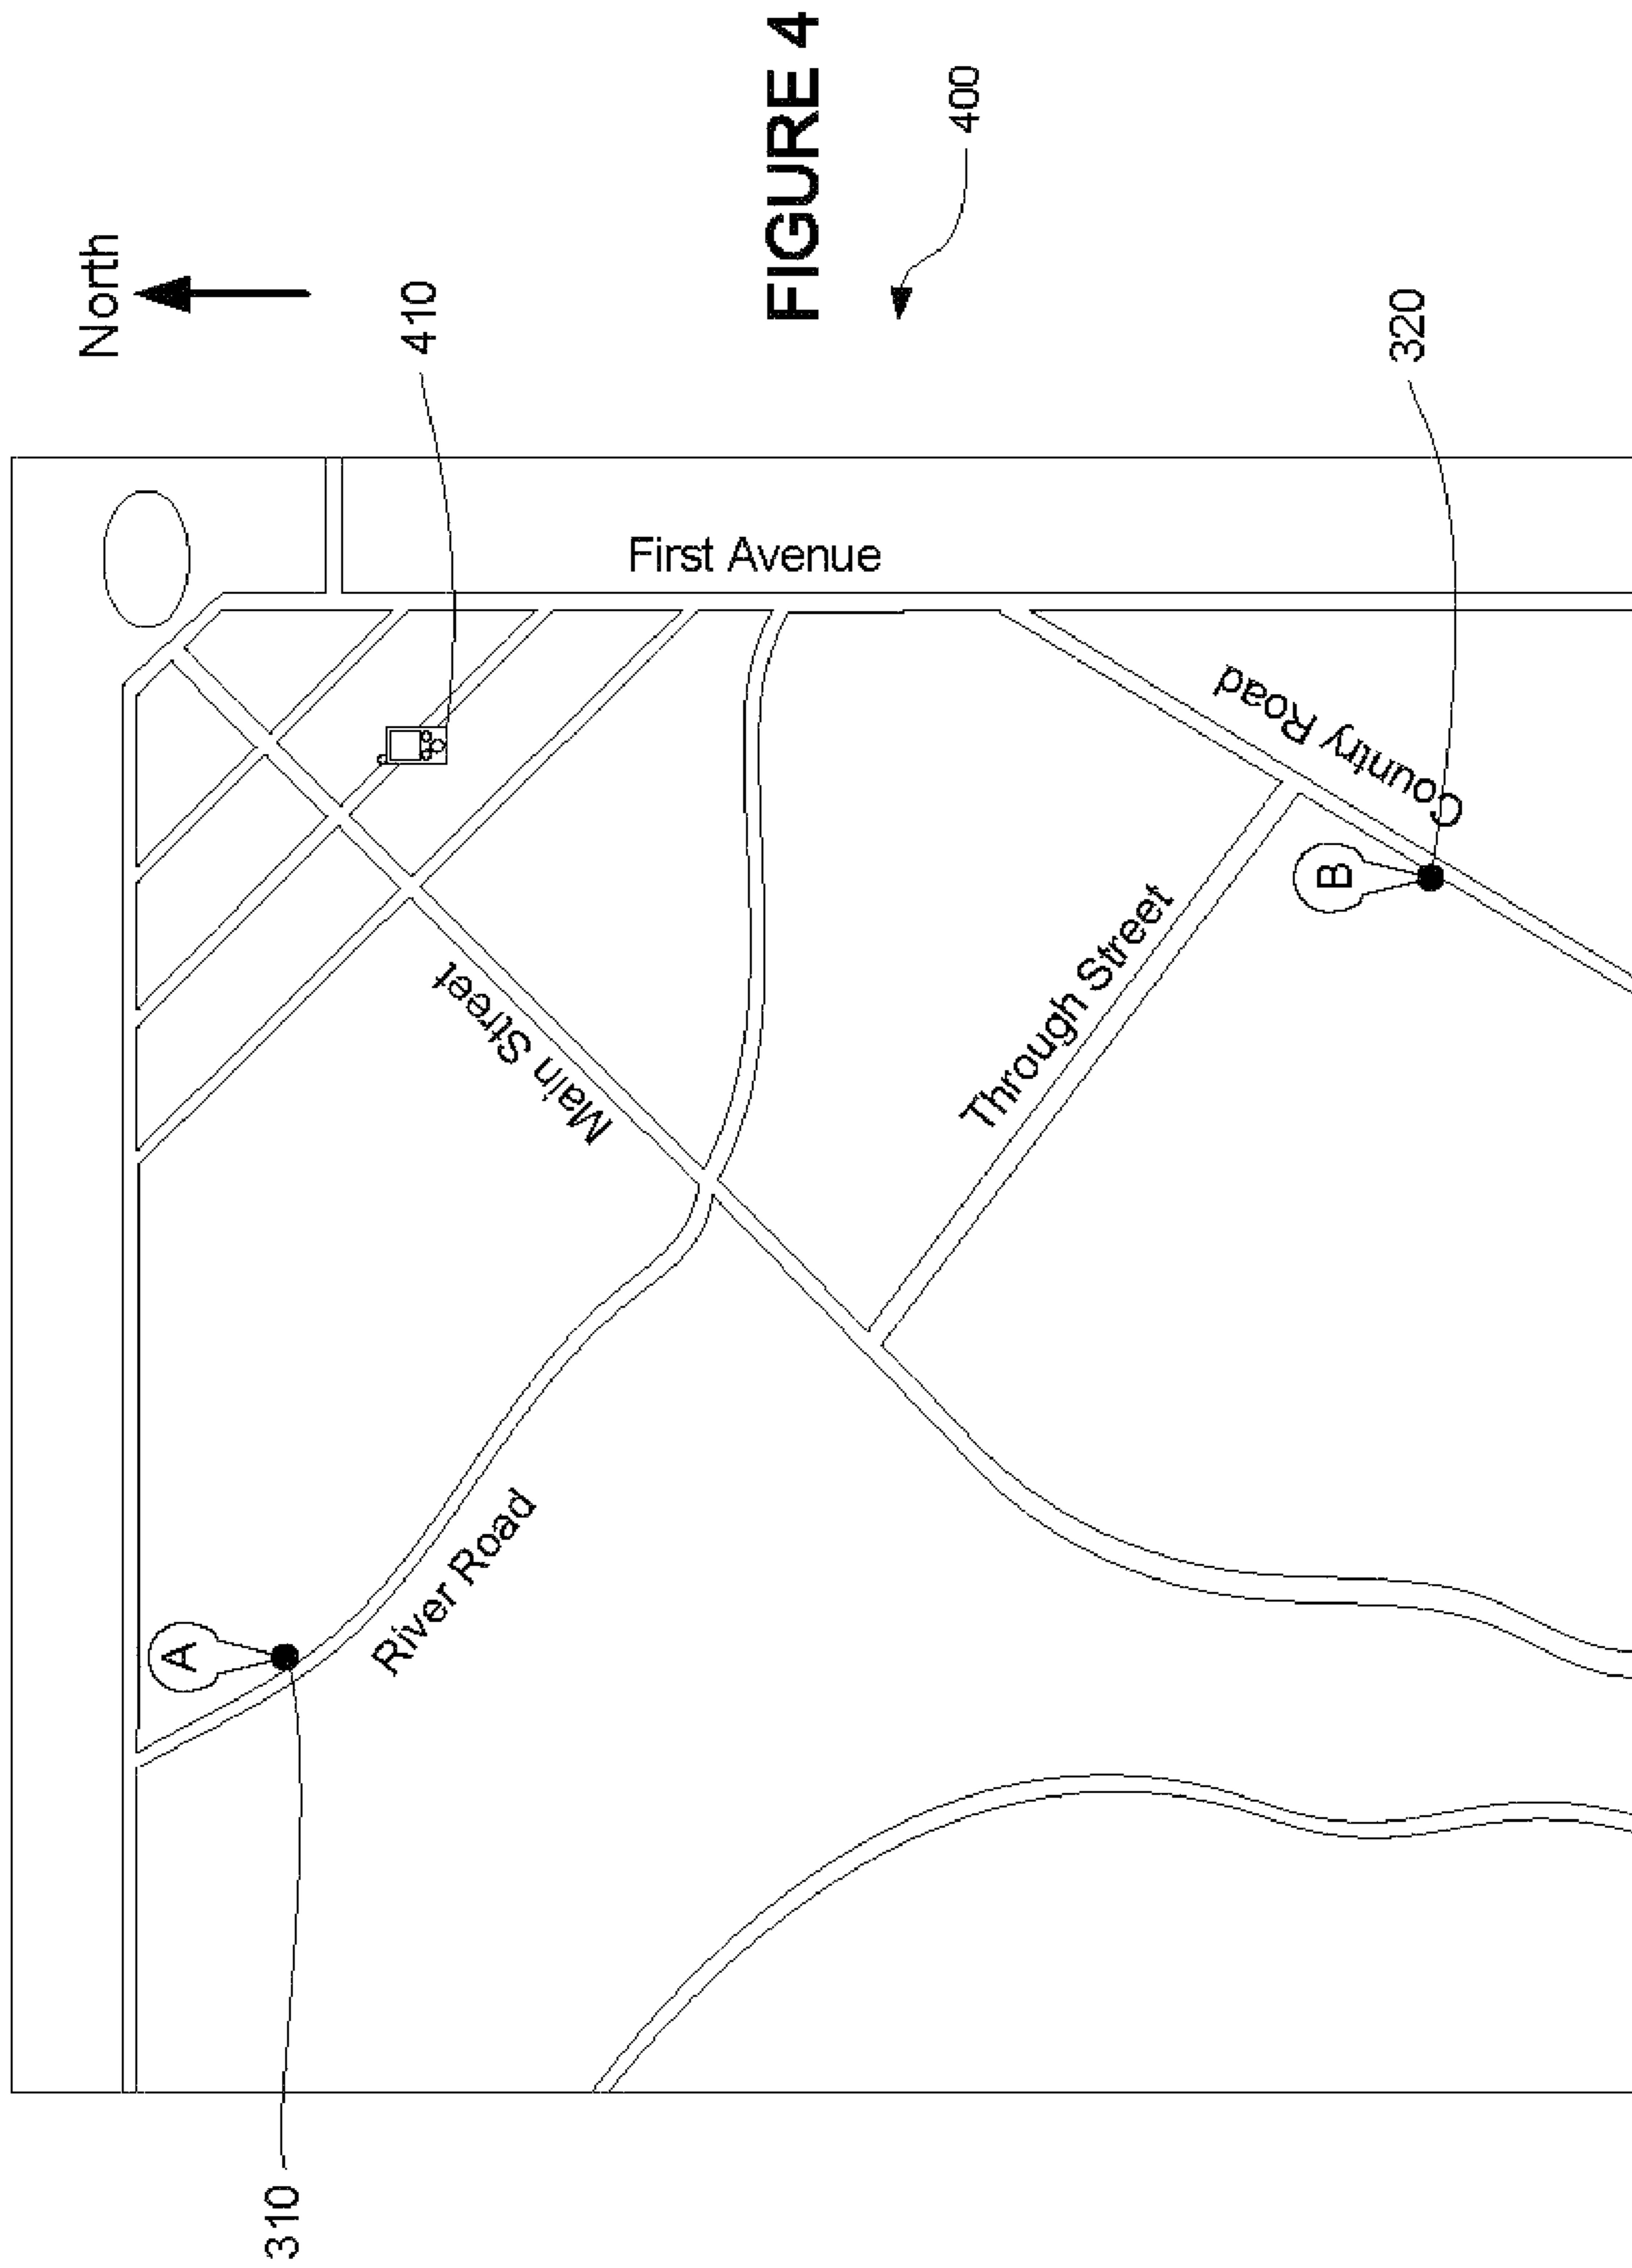 North
410
FIGURE 4
400
320
First Avenue
Country Road
B
Through Street
Main Street
River Road
A
310